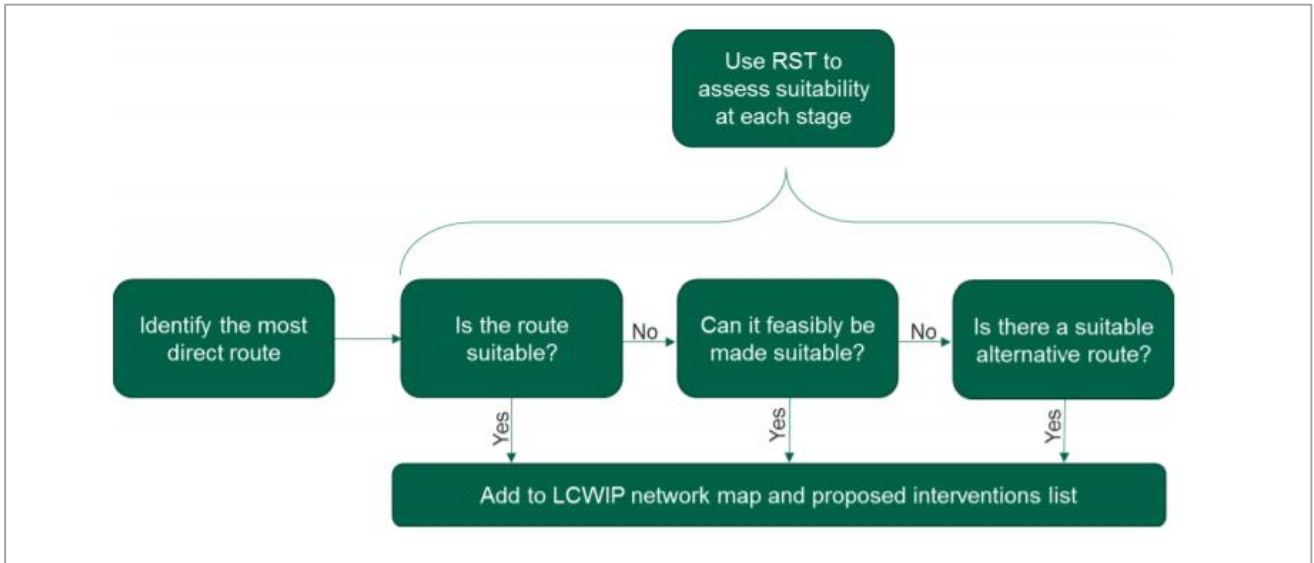 Use RST to
assess suitability
at each stage
Identify the most
direct route
Is the route
suitable?
No
Can it feasibly be
made suitable?
No
Is there a suitable
alternative route?
Yes
Yes
Yes
Add to LCWIP network map and proposed interventions list